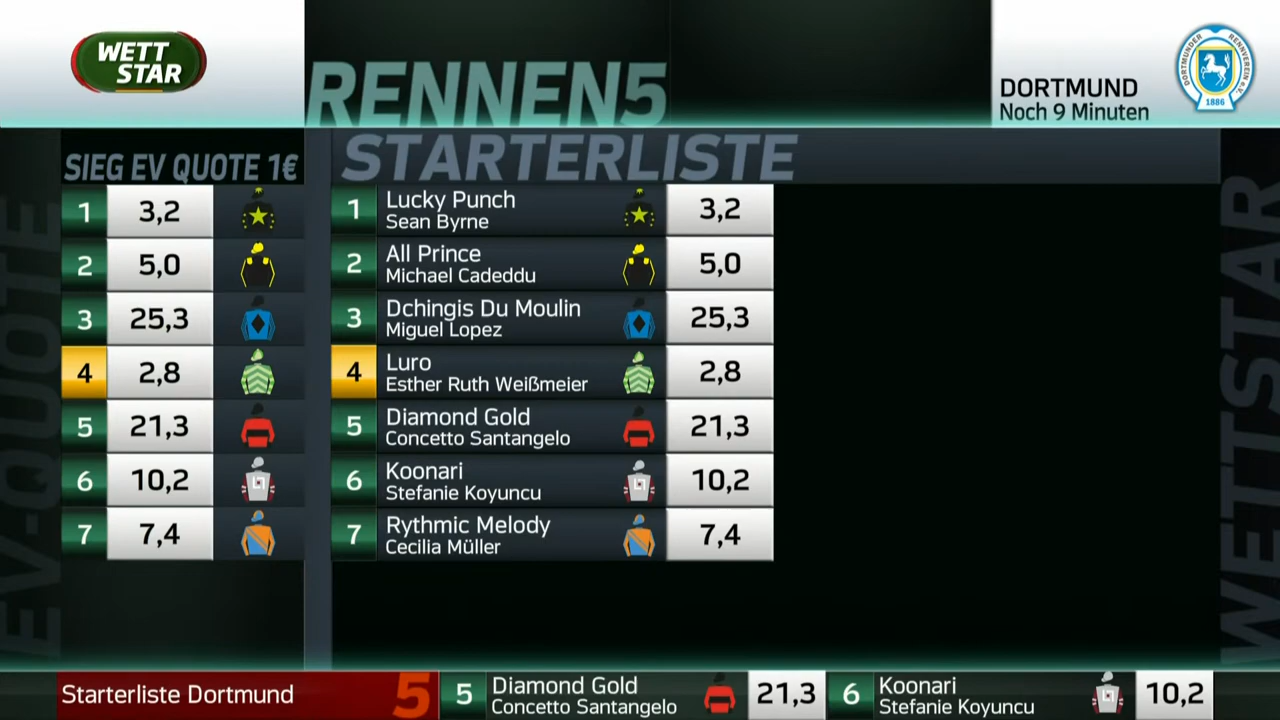 WETT
STAR
RENNEN5
DORTMUND
Noch 9 Minuten
DORTMUNDER RENNVEREIN e.V.
1886
SIEG EV QUOTE 1€
STARTERLISTE
1 3,2
2 5,0
3 25,3
4 2,8
5 21,3
6 10,2
7 7,4
1 Lucky Punch 3,2
Sean Byrne
2 All Prince 5,0
Michael Cadeddu
3 Dchingis Du Moulin 25,3
Miguel Lopez
4 Luro 2,8
Esther Ruth Weißmeier
5 Diamond Gold 21,3
Concetto Santangelo
6 Koonari 10,2
Stefanie Koyuncu
7 Rythmic Melody 7,4
Cecilia Müller
EV-QUOTE
WETTSTAR
Starterliste Dortmund 5
5 Diamond Gold 21,3
Concetto Santangelo
6 Koonari 10,2
Stefanie Koyuncu